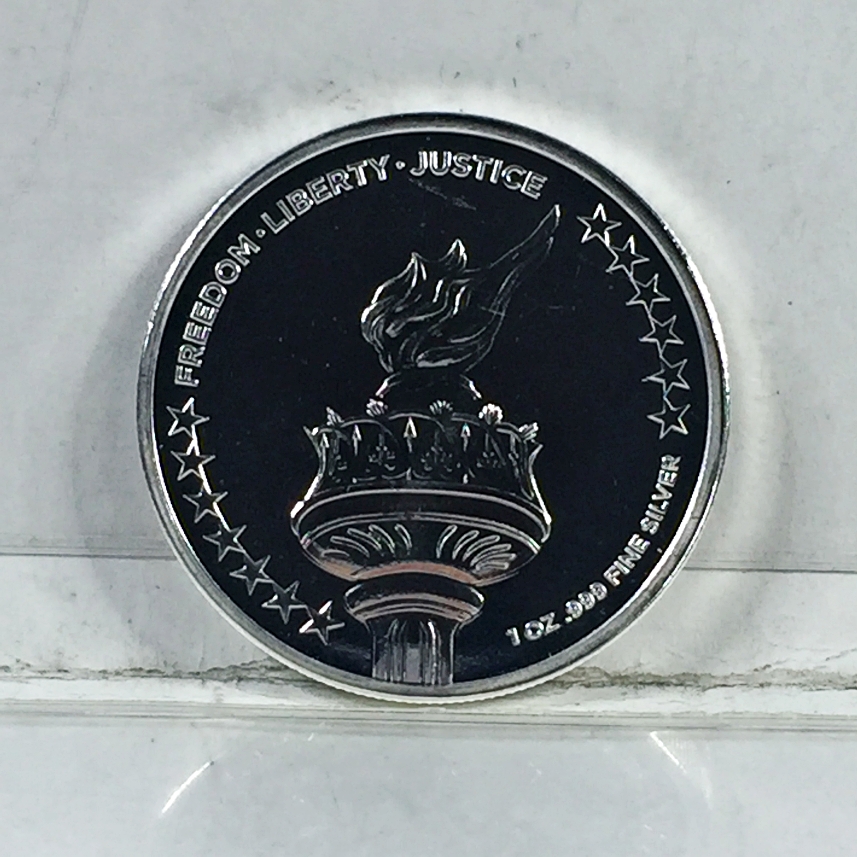 FREEDOM · LIBERTY · JUSTICE
1 OZ .999 FINE SILVER